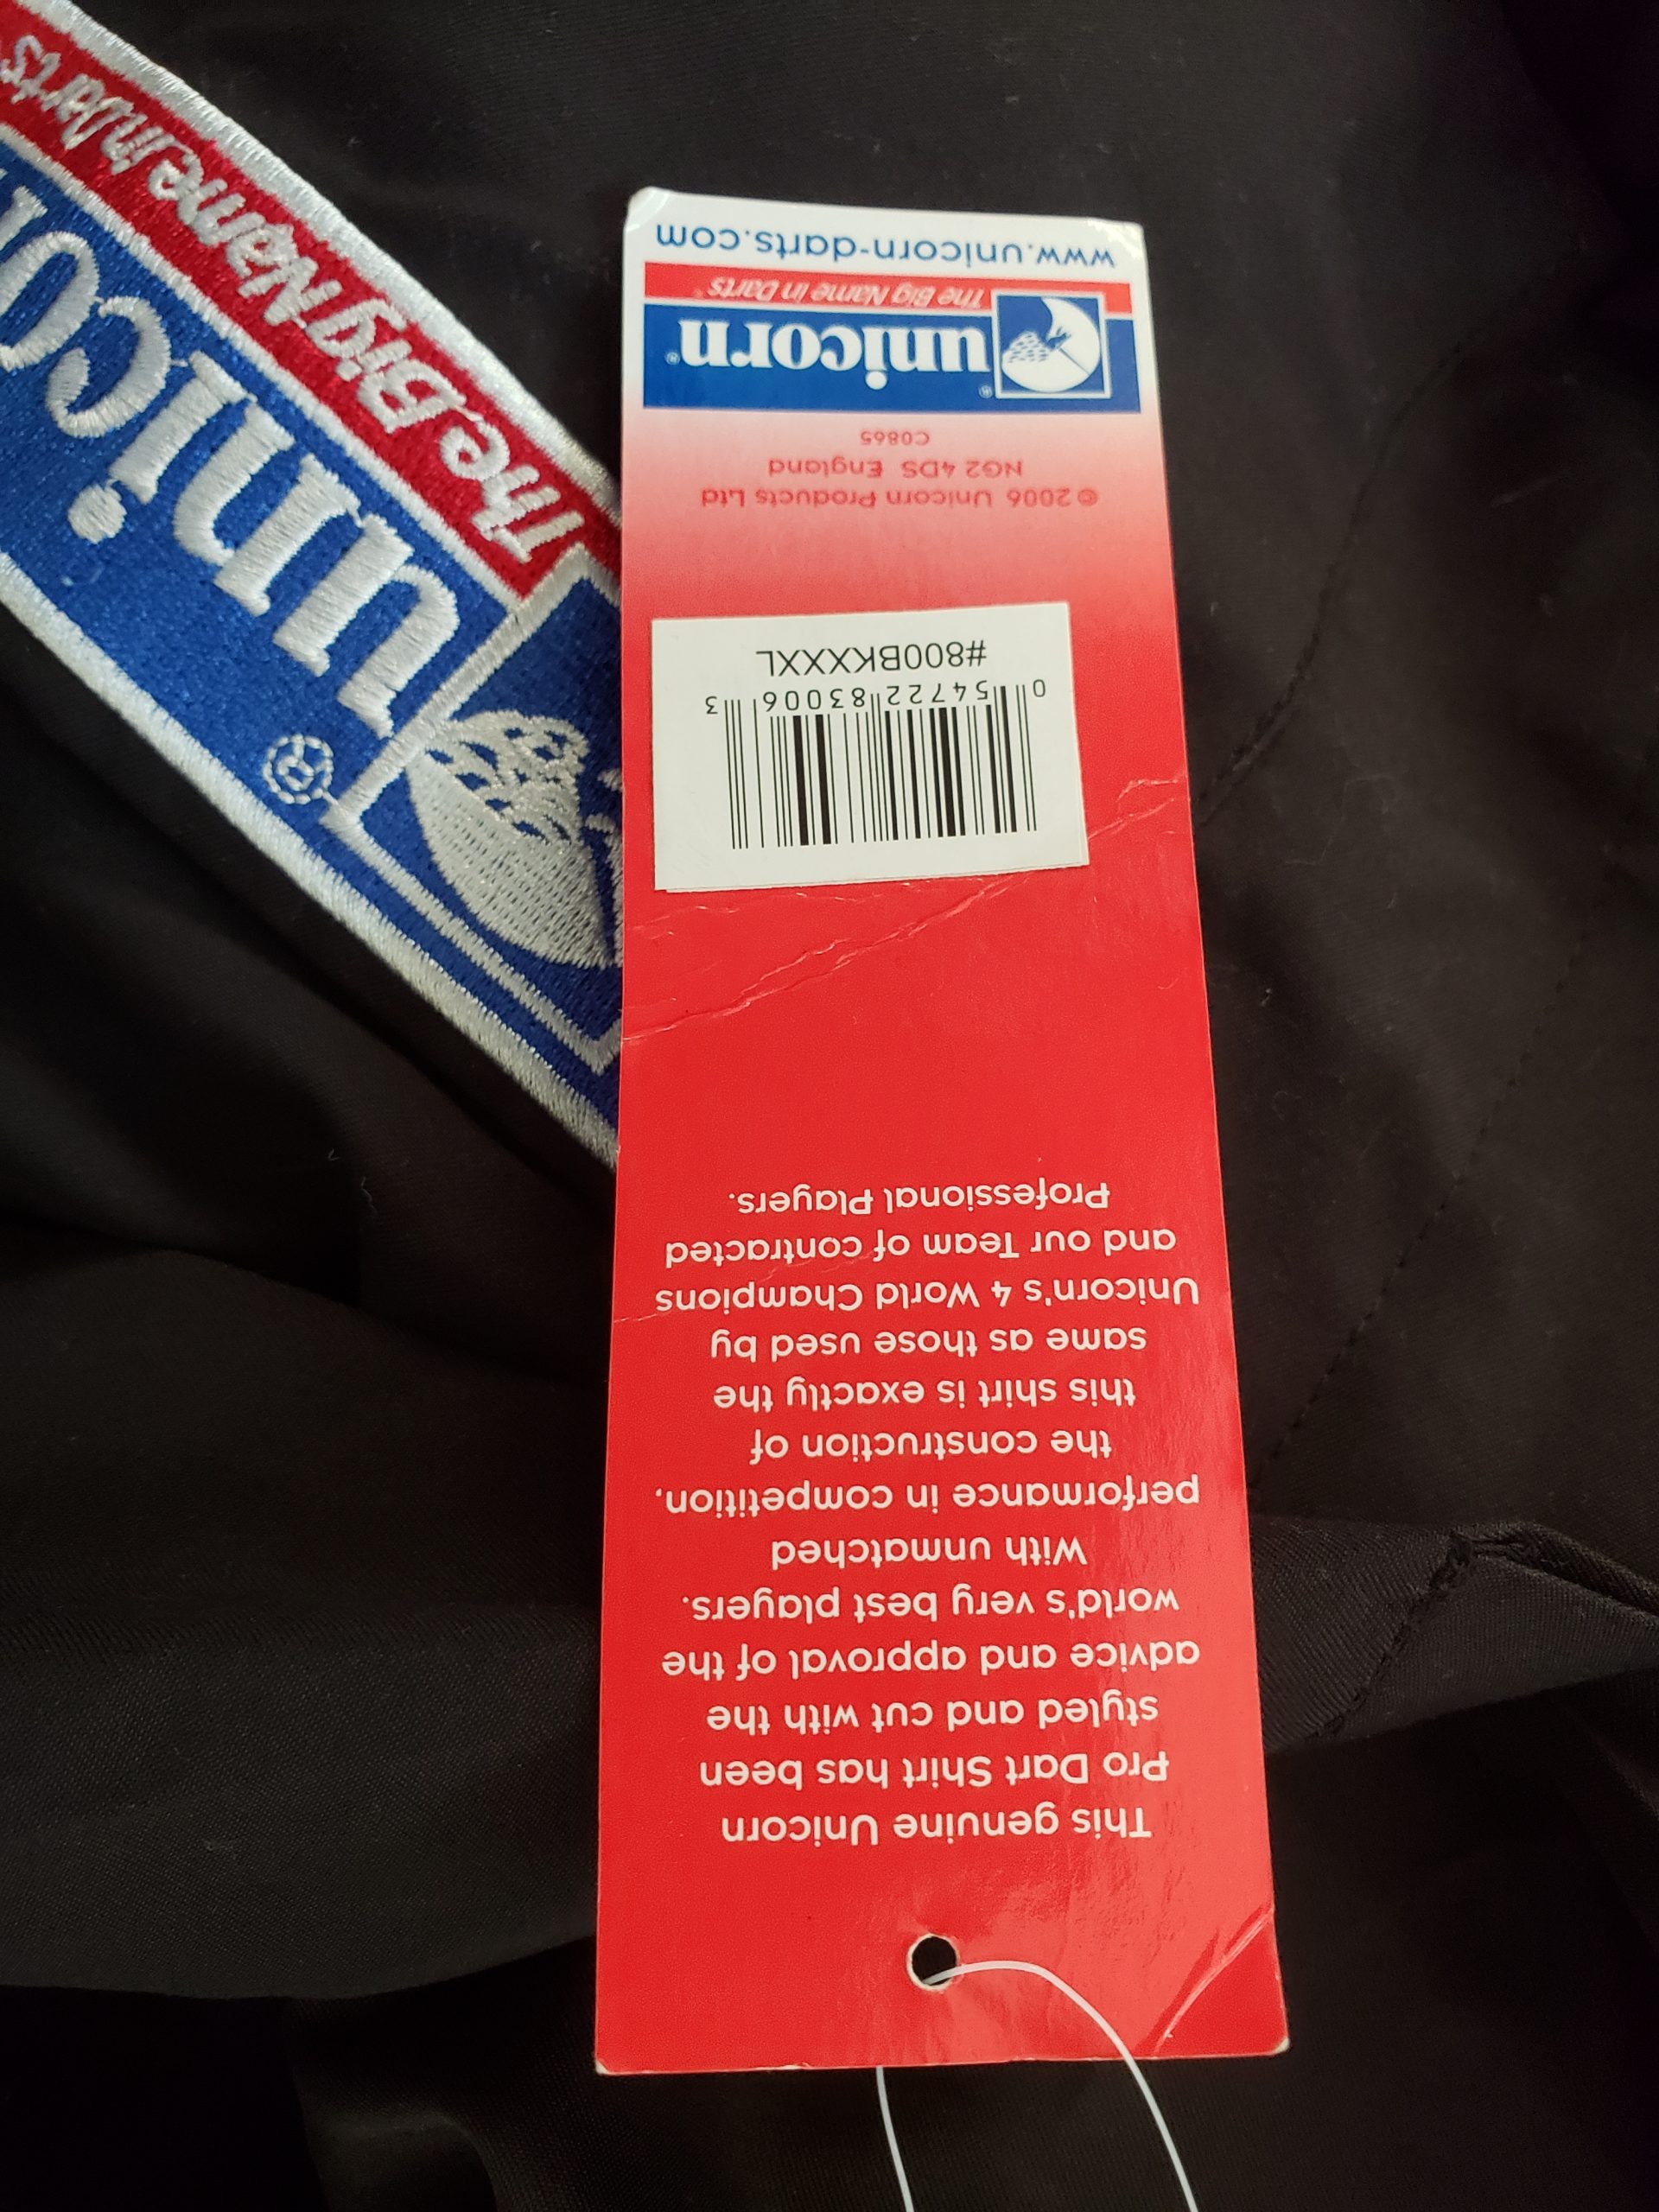 This genuine Unicorn
Pro Dart Shirt has been
styled and cut with the
advice and approval of the
world's very best players.
With unmatched
performance in competition,
the construction of
this shirt is exactly the
same as those used by
Unicorn's 4 World Champions
and our Team of contracted
Professional Players.
0 54722 83006 3
#800BKXXXL
© 2006 Unicorn Products Ltd
NG2 4DS England
C0865
® unicorn®
The Big Name in Darts®
www.unicorn-darts.com
® unicor
The Big Name in Darts